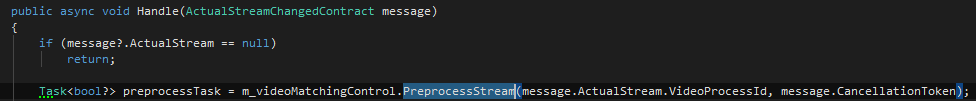 public async void Handle(ActualStreamChangedContract message)
{
if (message?.ActualStream == null)
return;
Task<bool?> preprocessTask = m_videoMatchingControl.PreprocessStream(message.ActualStream.VideoProcessId, message.CancellationToken);